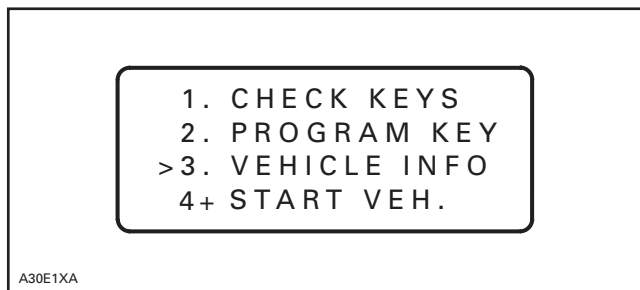 1. CHECK KEYS
2. PROGRAM KEY
>3. VEHICLE INFO
4+ START VEH.
A30E1XA